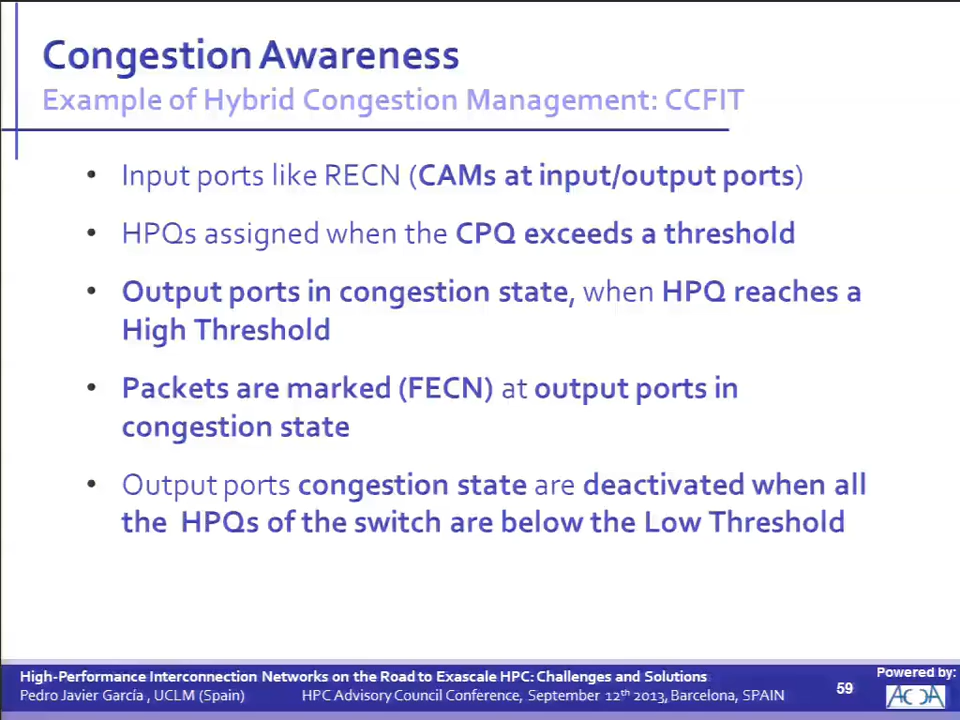 Congestion Awareness
Example of Hybrid Congestion Management: CCFIT
• Input ports like RECN (CAMs at input/output ports)
• HPQs assigned when the CPQ exceeds a threshold
• Output ports in congestion state, when HPQ reaches a
High Threshold
• Packets are marked (FECN) at output ports in
congestion state
• Output ports congestion state are deactivated when all
the HPQs of the switch are below the Low Threshold
High-Performance Interconnection Networks on the Road to Exascale HPC: Challenges and Solutions
Pedro Javier García , UCLM (Spain) HPC Advisory Council Conference, September 12th 2013, Barcelona, SPAIN
59
Powered by: